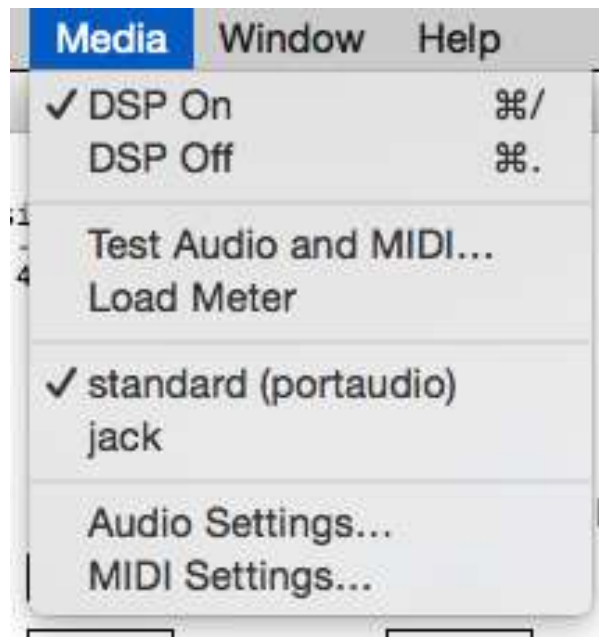 Media Window Help
✓ DSP On ⌘/
DSP Off ⌘.
Test Audio and MIDI...
Load Meter
✓ standard (portaudio)
jack
Audio Settings...
MIDI Settings...